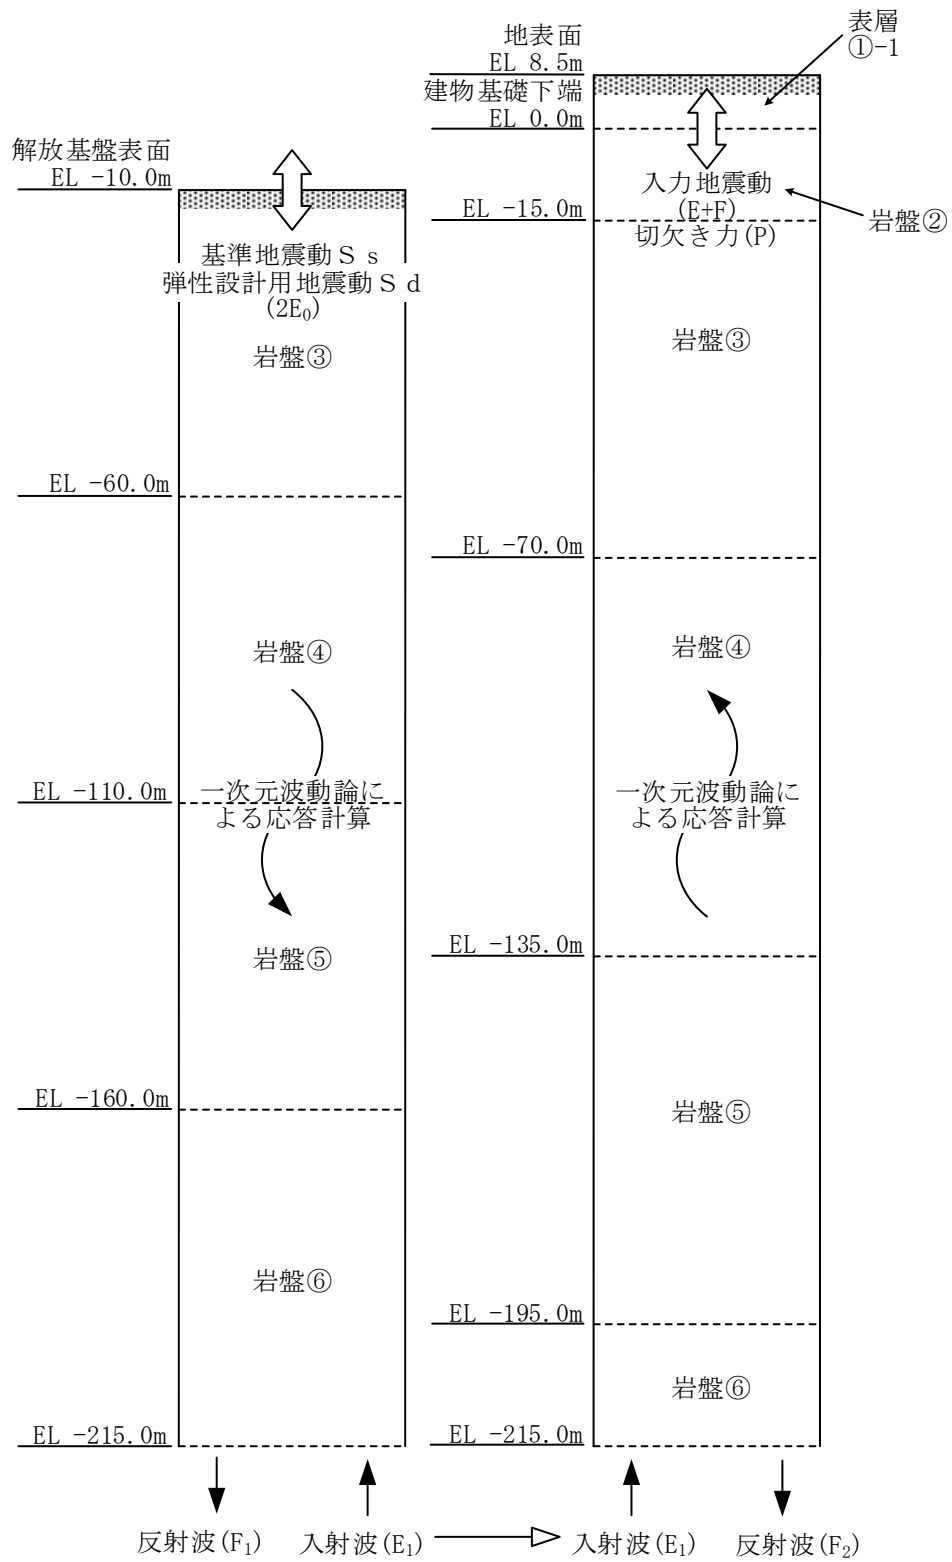 解放基盤表面
EL -10.0m
基準地震動Ｓｓ
弾性設計用地震動Ｓｄ
(2E₀)
岩盤③
EL -60.0m
岩盤④
EL -110.0m
一次元波動論に
よる応答計算
岩盤⑤
EL -160.0m
岩盤⑥
EL -215.0m
反射波(F₁)
入射波(E₁)
地表面
EL 8.5m
建物基礎下端
EL 0.0m
表層
①-1
入力地震動
(E+F)
切欠き力(P)
EL -15.0m
岩盤②
岩盤③
EL -70.0m
岩盤④
一次元波動論に
よる応答計算
EL -135.0m
岩盤⑤
EL -195.0m
岩盤⑥
EL -215.0m
入射波(E₁)
反射波(F₂)